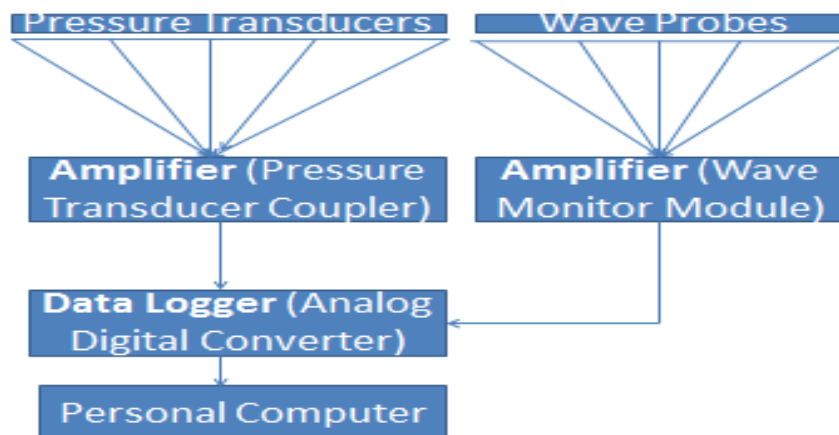 Pressure Transducers
Wave Probes
Amplifier (Pressure
Transducer Coupler)
Amplifier (Wave
Monitor Module)
Data Logger (Analog
Digital Converter)
Personal Computer